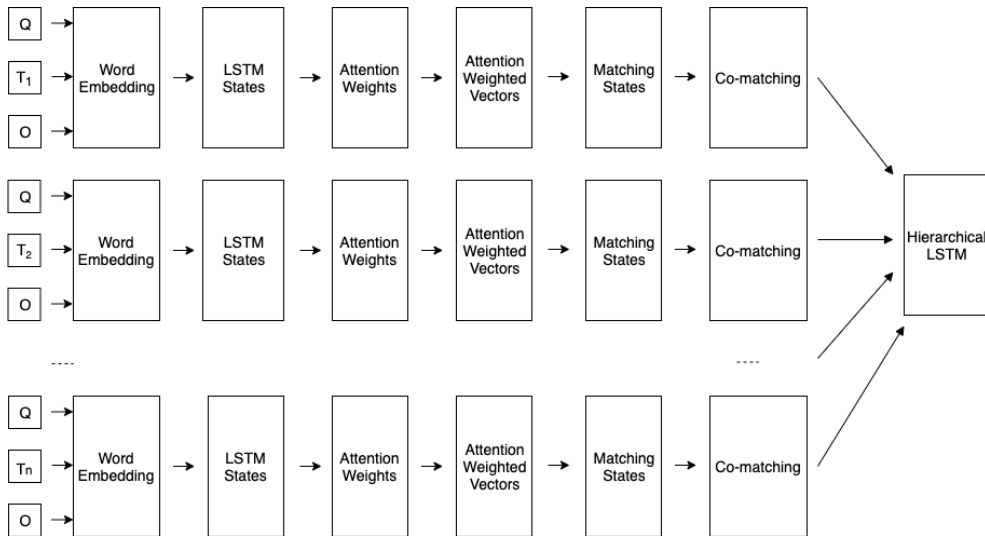 Q
T1
O
Word
Embedding
LSTM
States
Attention
Weights
Attention
Weighted
Vectors
Matching
States
Co-matching
Q
T2
O
Word
Embedding
LSTM
States
Attention
Weights
Attention
Weighted
Vectors
Matching
States
Co-matching
Hierarchical
LSTM
----
----
Q
Tn
O
Word
Embedding
LSTM
States
Attention
Weights
Attention
Weighted
Vectors
Matching
States
Co-matching